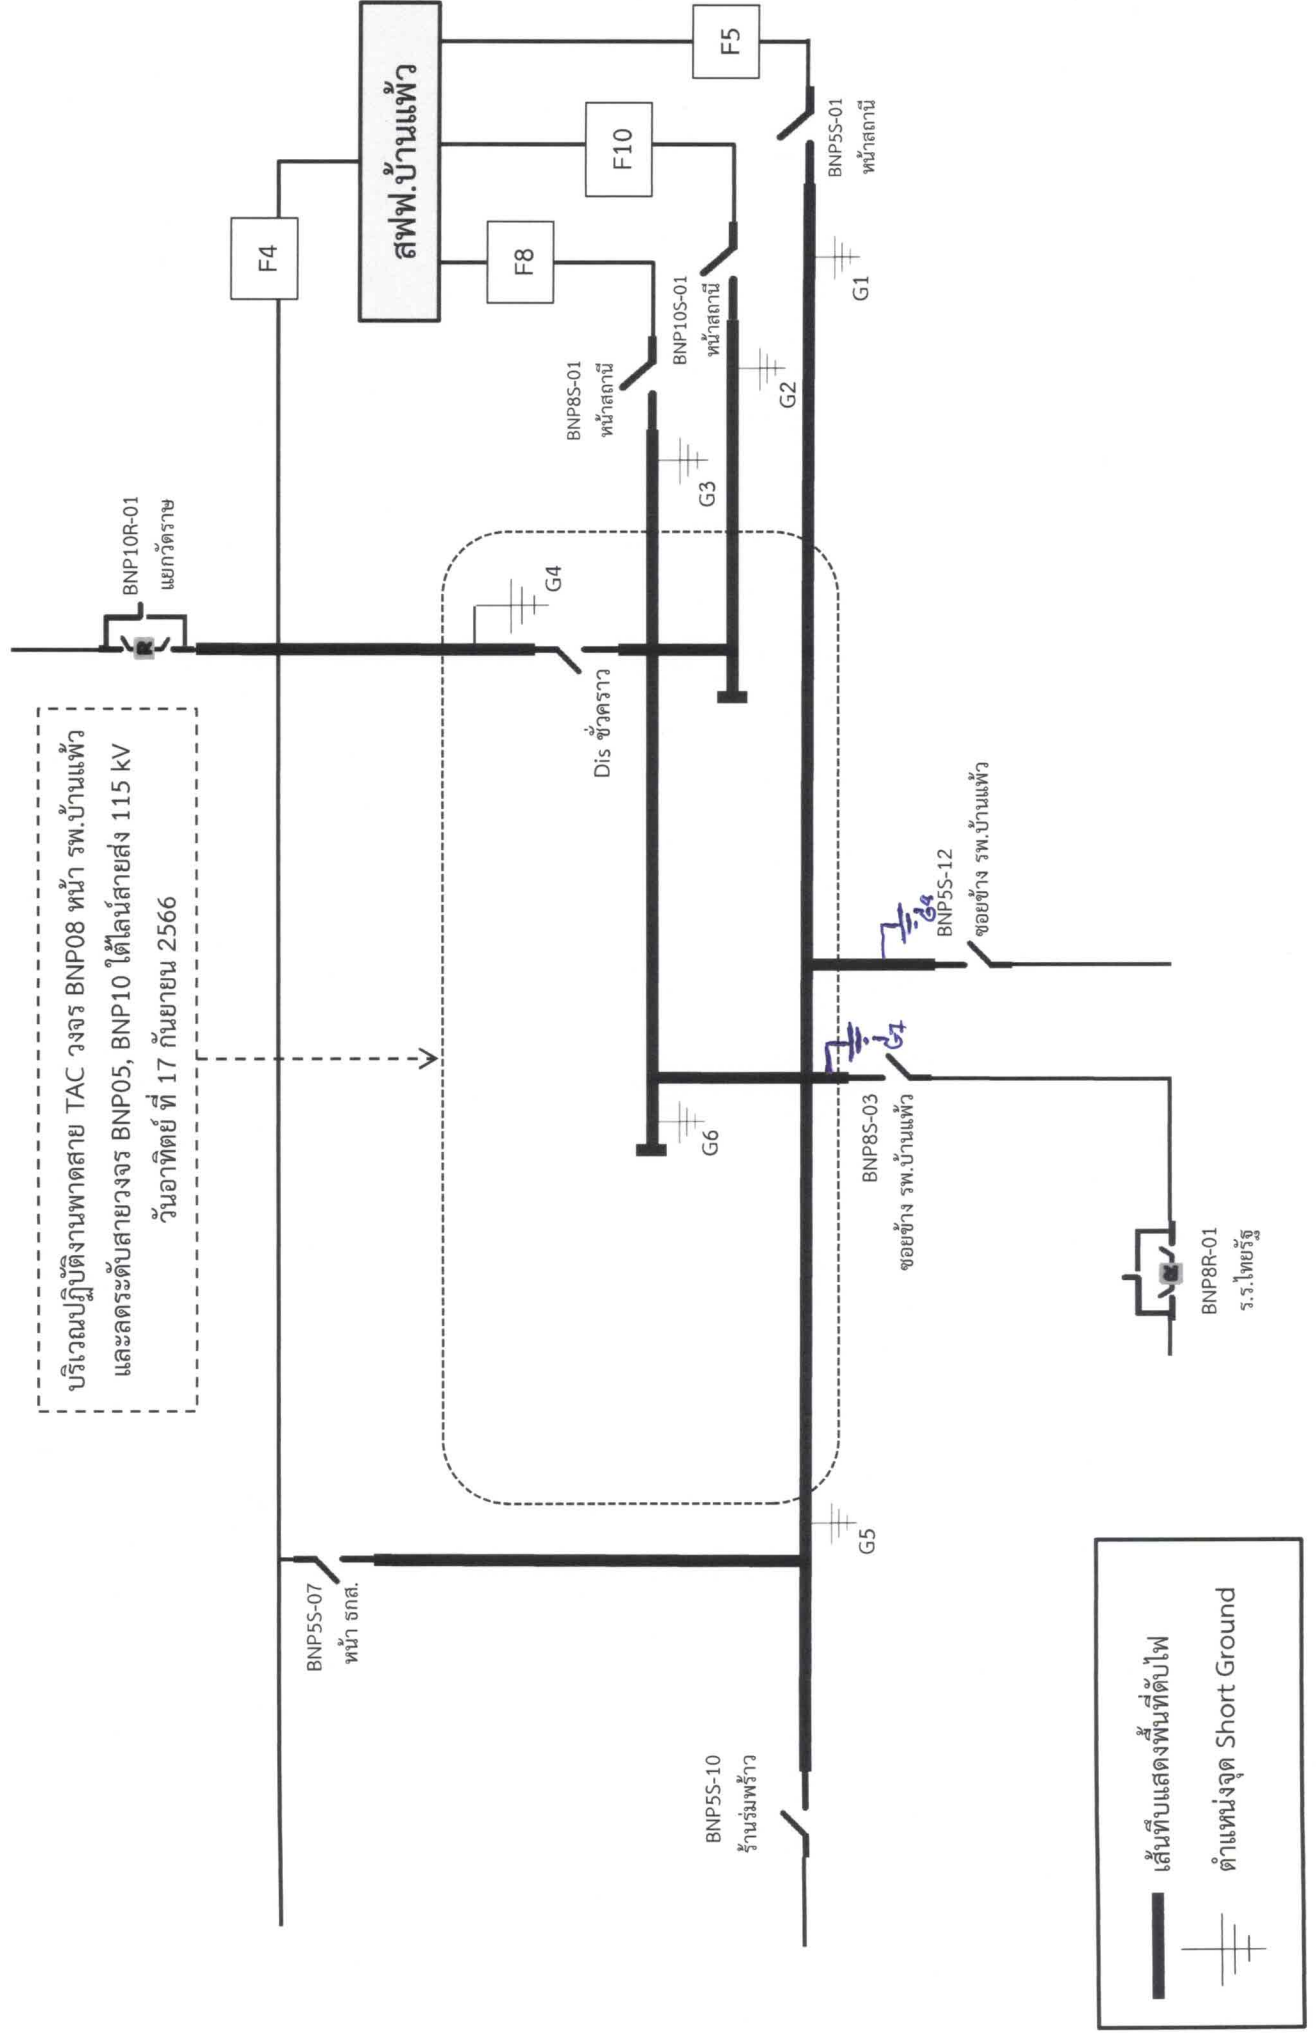 บริเวณปฏิบัติงานพาดสาย TAC วงจร BNP08 หน้า รพ.บ้านแพ้ว
และลดระดับสายวงจร BNP05, BNP10 ใต้ไลน์สายส่ง 115 kV
วันอาทิตย์ ที่ 17 กันยายน 2566
BNP10R-01
แยกวัดราษ
R
F4
สฟฟ.บ้านแพ้ว
F8
F10
F5
BNP8S-01
หน้าสถานี
BNP10S-01
หน้าสถานี
BNP5S-01
หน้าสถานี
G4
G3
G2
G1
Dis ชั่วคราว
BNP5S-07
หน้า ธกส.
G6
G7
BNP5S-12
ซอยข้าง รพ.บ้านแพ้ว
BNP8S-03
ซอยข้าง รพ.บ้านแพ้ว
G5
BNP5S-10
ร้านร่มพร้าว
R
BNP8R-01
ร.ร.ไทยรัฐ
เส้นทึบแสดงพื้นที่ดับไฟ
ตำแหน่งจุด Short Ground